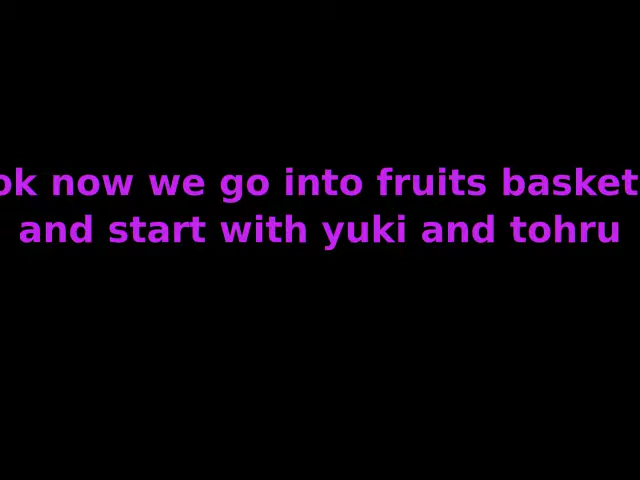 ok now we go into fruits basket
and start with yuki and tohru